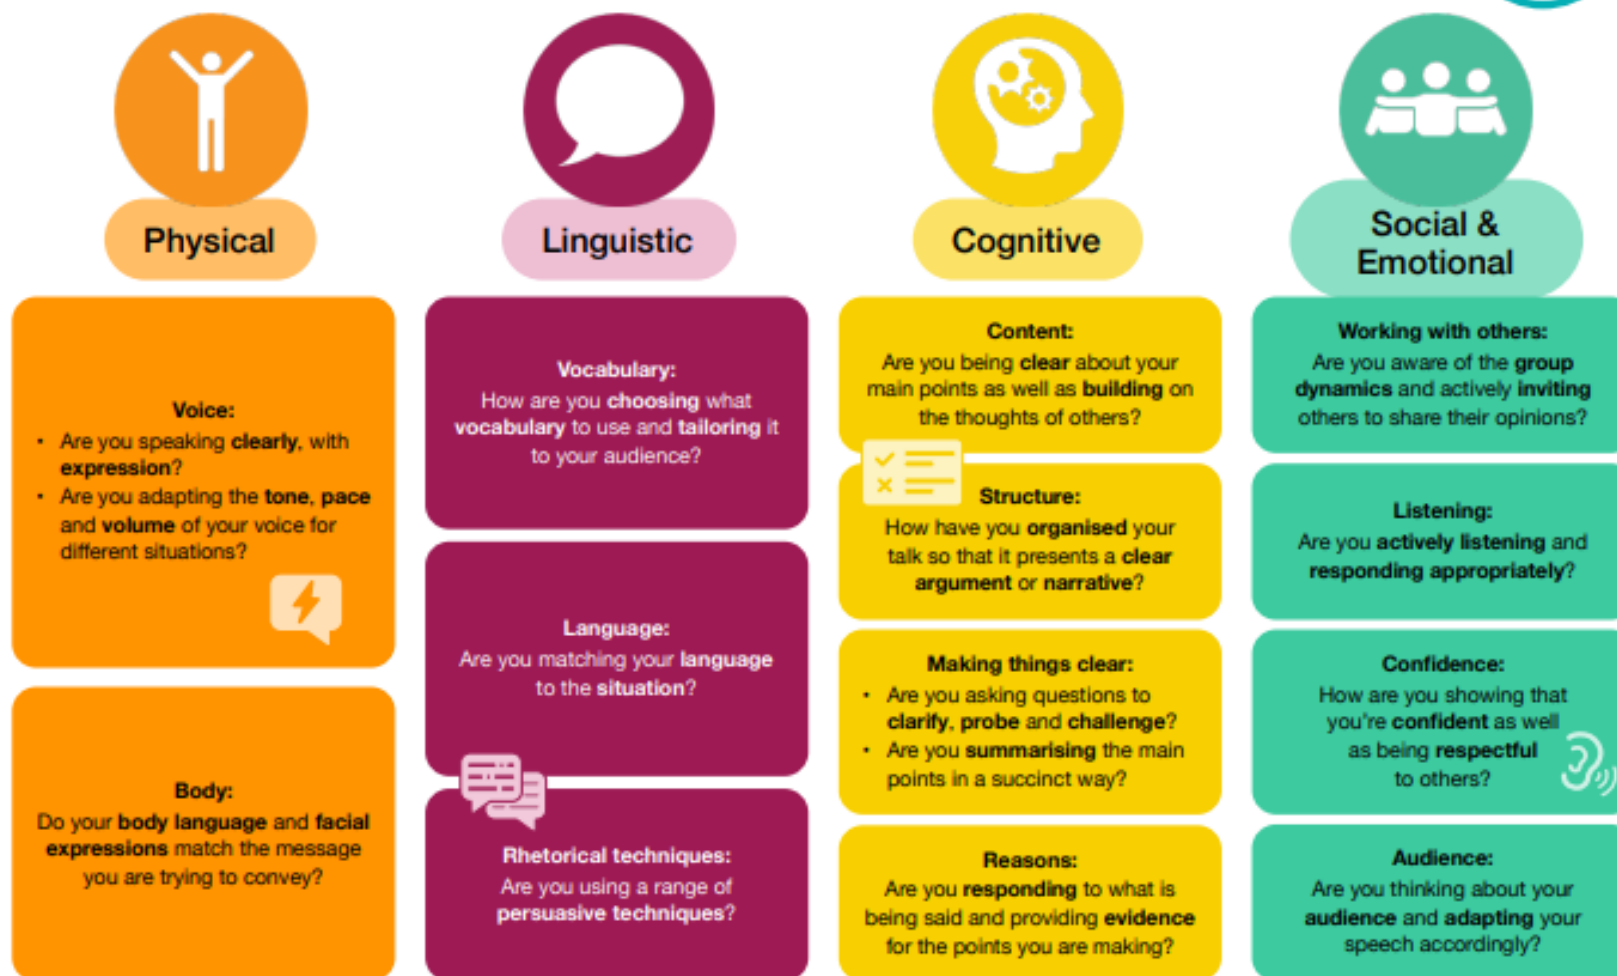 Physical
Voice:
• Are you speaking clearly, with
expression?
• Are you adapting the tone, pace
and volume of your voice for
different situations?
Body:
Do your body language and facial
expressions match the message
you are trying to convey?
Linguistic
Vocabulary:
How are you choosing what
vocabulary to use and tailoring it
to your audience?
Language:
Are you matching your language
to the situation?
Rhetorical techniques:
Are you using a range of
persuasive techniques?
Cognitive
Content:
Are you being clear about your
main points as well as building on
the thoughts of others?
Structure:
How have you organised your
talk so that it presents a clear
argument or narrative?
Making things clear:
• Are you asking questions to
clarify, probe and challenge?
• Are you summarising the main
points in a succinct way?
Reasons:
Are you responding to what is
being said and providing evidence
for the points you are making?
Social &
Emotional
Working with others:
Are you aware of the group
dynamics and actively inviting
others to share their opinions?
Listening:
Are you actively listening and
responding appropriately?
Confidence:
How are you showing that
you're confident as well
as being respectful
to others?
Audience:
Are you thinking about your
audience and adapting your
speech accordingly?